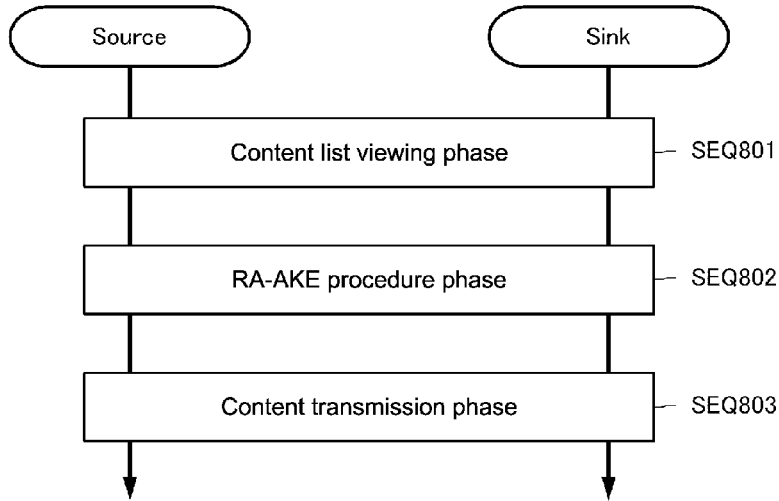 Source
Sink
Content list viewing phase
SEQ801
RA-AKE procedure phase
SEQ802
Content transmission phase
SEQ803